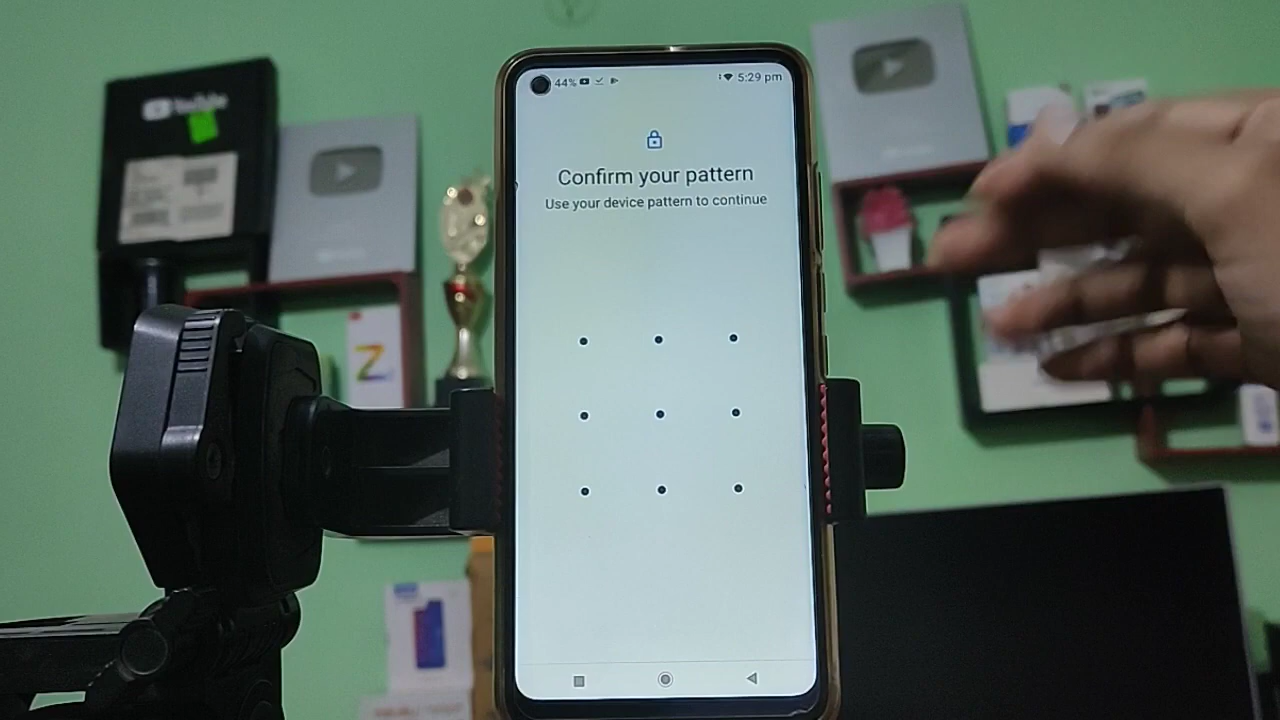 44%
5:29 pm
Confirm your pattern
Use your device pattern to continue
YouTube
Z